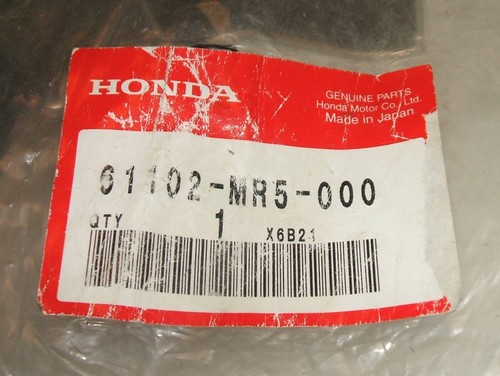 HONDA
GENUINE PARTS
Honda Motor Co., Ltd.
Made in Japan
61102-MR5-000
QTY 1 X6B21